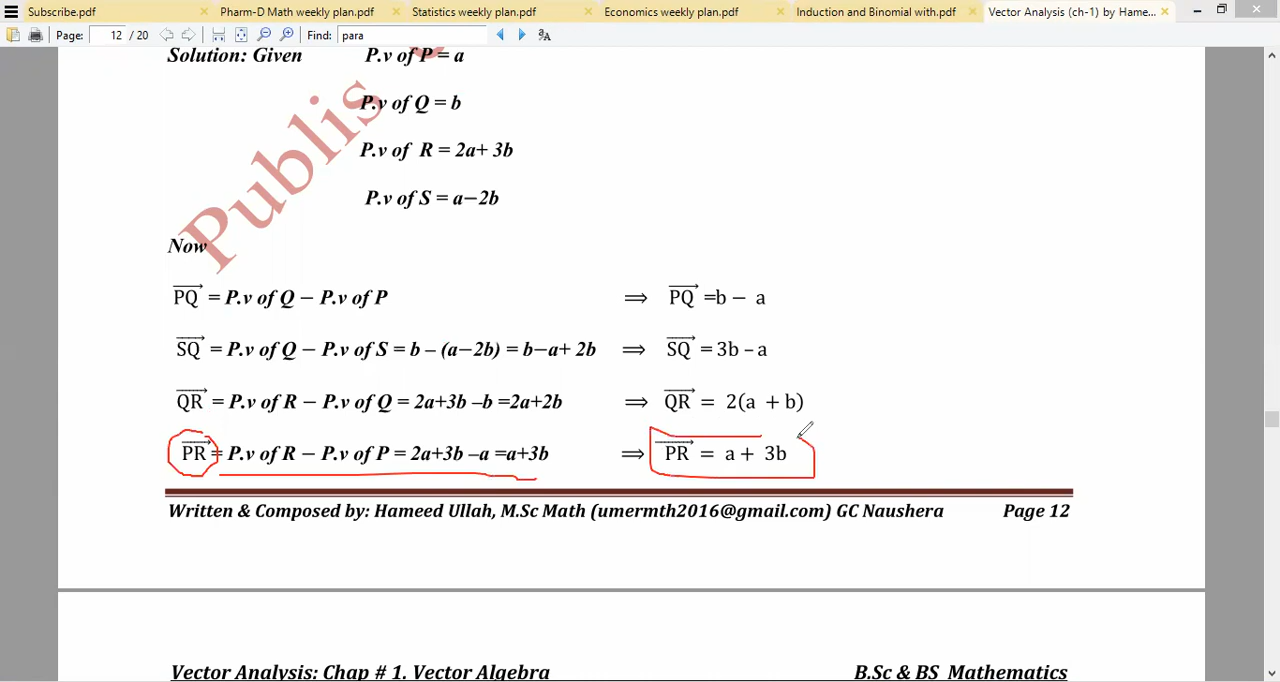 Subscribe.pdf × Pharm-D Math weekly plan.pdf × Statistics weekly plan.pdf × Economics weekly plan.pdf × Induction and Binomial with.pdf × Vector Analysis (ch-1) by Hame... ×
Page: 12 / 20 Find: para
Solution: Given P.v of P = a
P.v of Q = b
P.v of R = 2a+ 3b
P.v of S = a−2b
Publis
Now
PQ = P.v of Q − P.v of P ⟹ PQ =b − a
SQ = P.v of Q − P.v of S = b – (a−2b) = b−a+ 2b ⟹ SQ = 3b – a
QR = P.v of R − P.v of Q = 2a+3b –b =2a+2b ⟹ QR = 2(a + b)
PR = P.v of R − P.v of P = 2a+3b –a =a+3b ⟹ PR = a + 3b
Written & Composed by: Hameed Ullah, M.Sc Math (umermth2016@gmail.com) GC Naushera Page 12
Vector Analysis: Chap # 1. Vector Algebra B.Sc & BS Mathematics